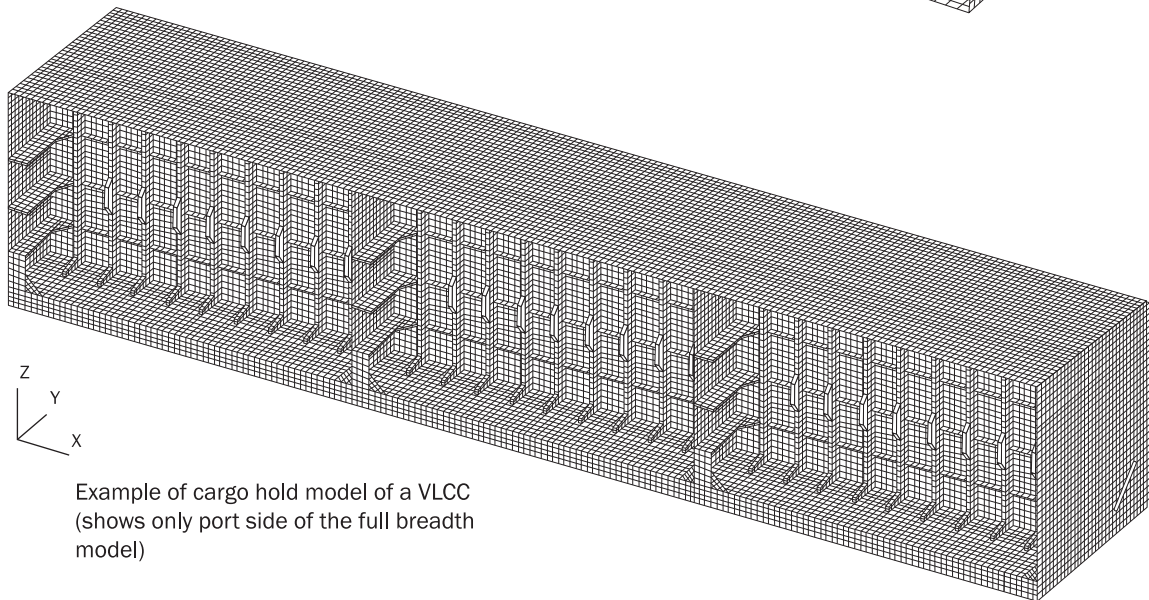 Z
Y
X
Example of cargo hold model of a VLCC
(shows only port side of the full breadth
model)